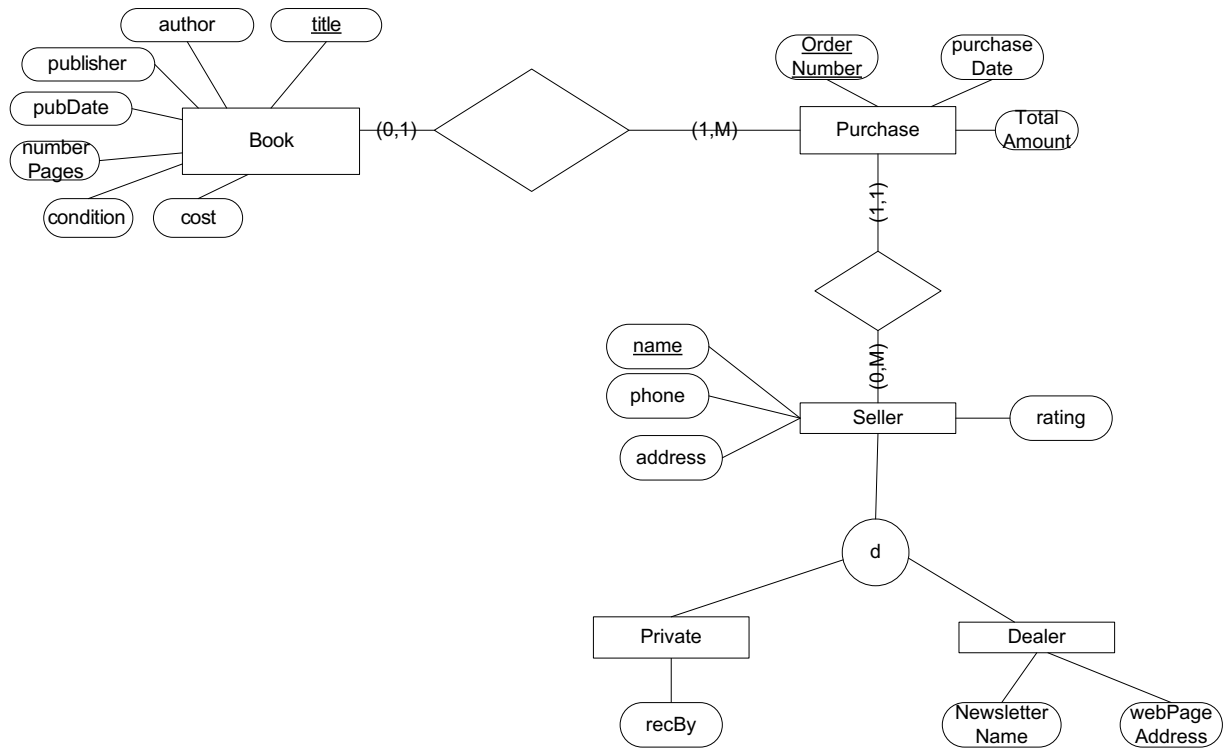 author
title
publisher
pubDate
number
Pages
condition
cost
Book
(0,1)
(1,M)
Order
Number
purchase
Date
Total
Amount
Purchase
(1,1)
(0,M)
name
phone
address
Seller
rating
d
Private
Dealer
recBy
Newsletter
Name
webPage
Address